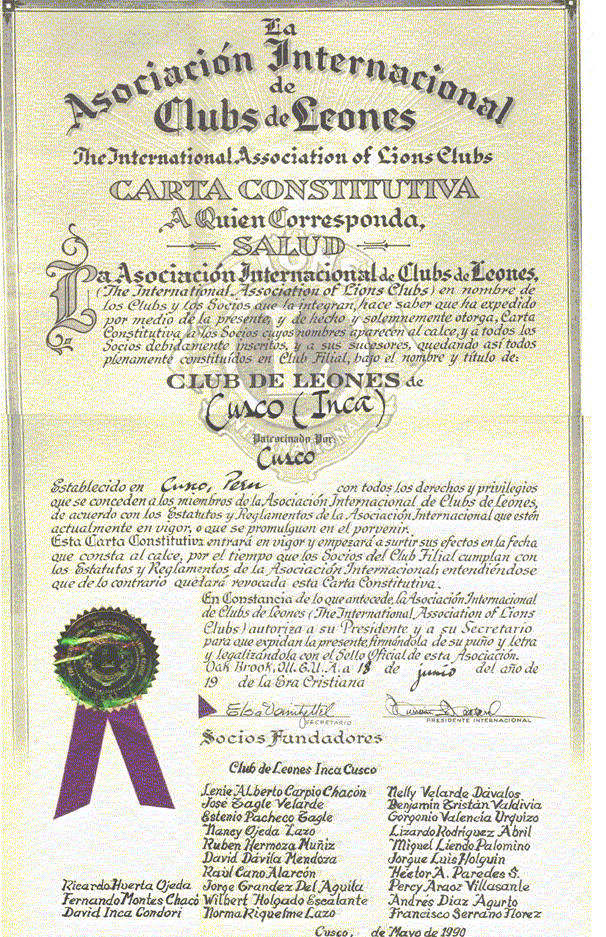 La
Asociación Internacional
de
Clubs de Leones
The International Association of Lions Clubs
CARTA CONSTITUTIVA
A Quien Corresponda,
SALUD
La Asociación Internacional de Clubs de Leones,
(The International Association of Lions Clubs) en nombre de
los Clubs y los Socios que la integran, hace saber que ha expedido
por medio de la presente, y de hecho y solemnemente otorga, Carta
Constitutiva a los Socios cuyos nombres aparecen al calce, y á todos los
Socios debidamente inscritos, y a sus sucesores, quedando así todos
plenamente constituídos en Club Filial, bajo el nombre y título de:
CLUB DE LEONES de
Cusco (Inca)
Patrocinado Por
Cusco
Establecido en Cusco, Peru con todos los derechos y privilegios
que se conceden a los miembros de la Asociación Internacional de Clubs de Leones,
de acuerdo con los Estatutos y Reglamentos de la Asociación Internacional que estén
actualmente en vigor, o que se promulguen en el porvenir.
Esta Carta Constitutiva entrará en vigor y empezará a surtir sus efectos en la fecha
que consta al calce, por el tiempo que los Socios del Club Filial cumplan con
los Estatutos y Reglamentos de la Asociación Internacional; entendiéndose
que de lo contrario quedará revocada esta Carta Constitutiva.
En Constancia de lo que antecede, la Asociación Internacional
de Clubs de Leones (The International Association of Lions
Clubs) autoriza a su Presidente y a su Secretario
para que expidan la presente, firmándola de su puño y letra
y legalizándola con el Sello Oficial de esta Asociación.
Oak Brook, Ill. E.U.A. a 18 de junio del año de
19 de la Era Cristiana
SECRETARIO
PRESIDENTE INTERNACIONAL
Socios Fundadores
Club de Leones Inca Cusco
Lenie Alberto Carpio Chacón Nelly Velarde Dávalos
José Tagle Velarde Benjamin Tristán Valdivia
Estenio Pacheco Tagle Gorgonio Valencia Urquizo
Nancy Ojeda Lazo Lizardo Rodriguez Abril
Ruben Hermoza Muñiz Miguel Liendo Palomino
David Dávila Mendoza Jorgue Luis Holguin
Raúl Cano Alarcón Héctor A. Paredes S.
Ricardo Huerta Ojeda Jorge Grandez Del Aguila Percy Araoz Villasante
Fernando Montes Chacó Wilbert Holgado Escalante Andrés Diaz Agurto
David Inca Condori Norma Riquelme Lazo Francisco Serrano Florez
Cusco, de Mayo de 1990